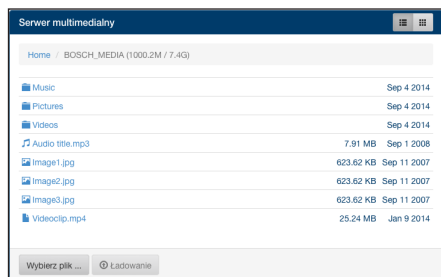 Serwer multimedialny
Home / BOSCH_MEDIA (1000.2M / 7.4G)
Music Sep 4 2014
Pictures Sep 4 2014
Videos Sep 4 2014
Audio title.mp3 7.91 MB Sep 1 2008
Image1.jpg 623.62 KB Sep 11 2007
Image2.jpg 623.62 KB Sep 11 2007
Image3.jpg 623.62 KB Sep 11 2007
Videoclip.mp4 25.24 MB Jan 9 2014
Wybierz plik ... Ładowanie